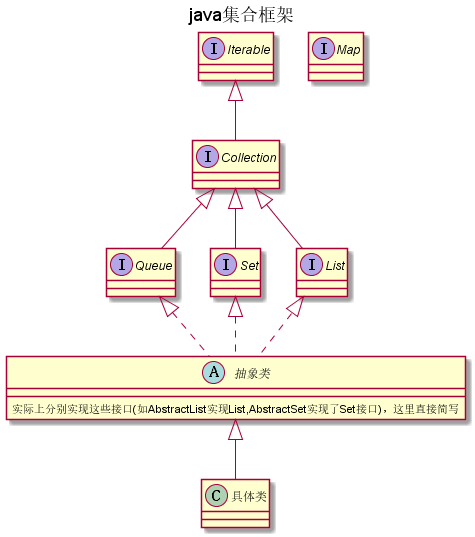 java集合框架
I Iterable
I Map
I Collection
I Queue
I Set
I List
A 抽象类
实际上分别实现这些接口(如AbstractList实现List,AbstractSet实现了Set接口)，这里直接简写
C 具体类